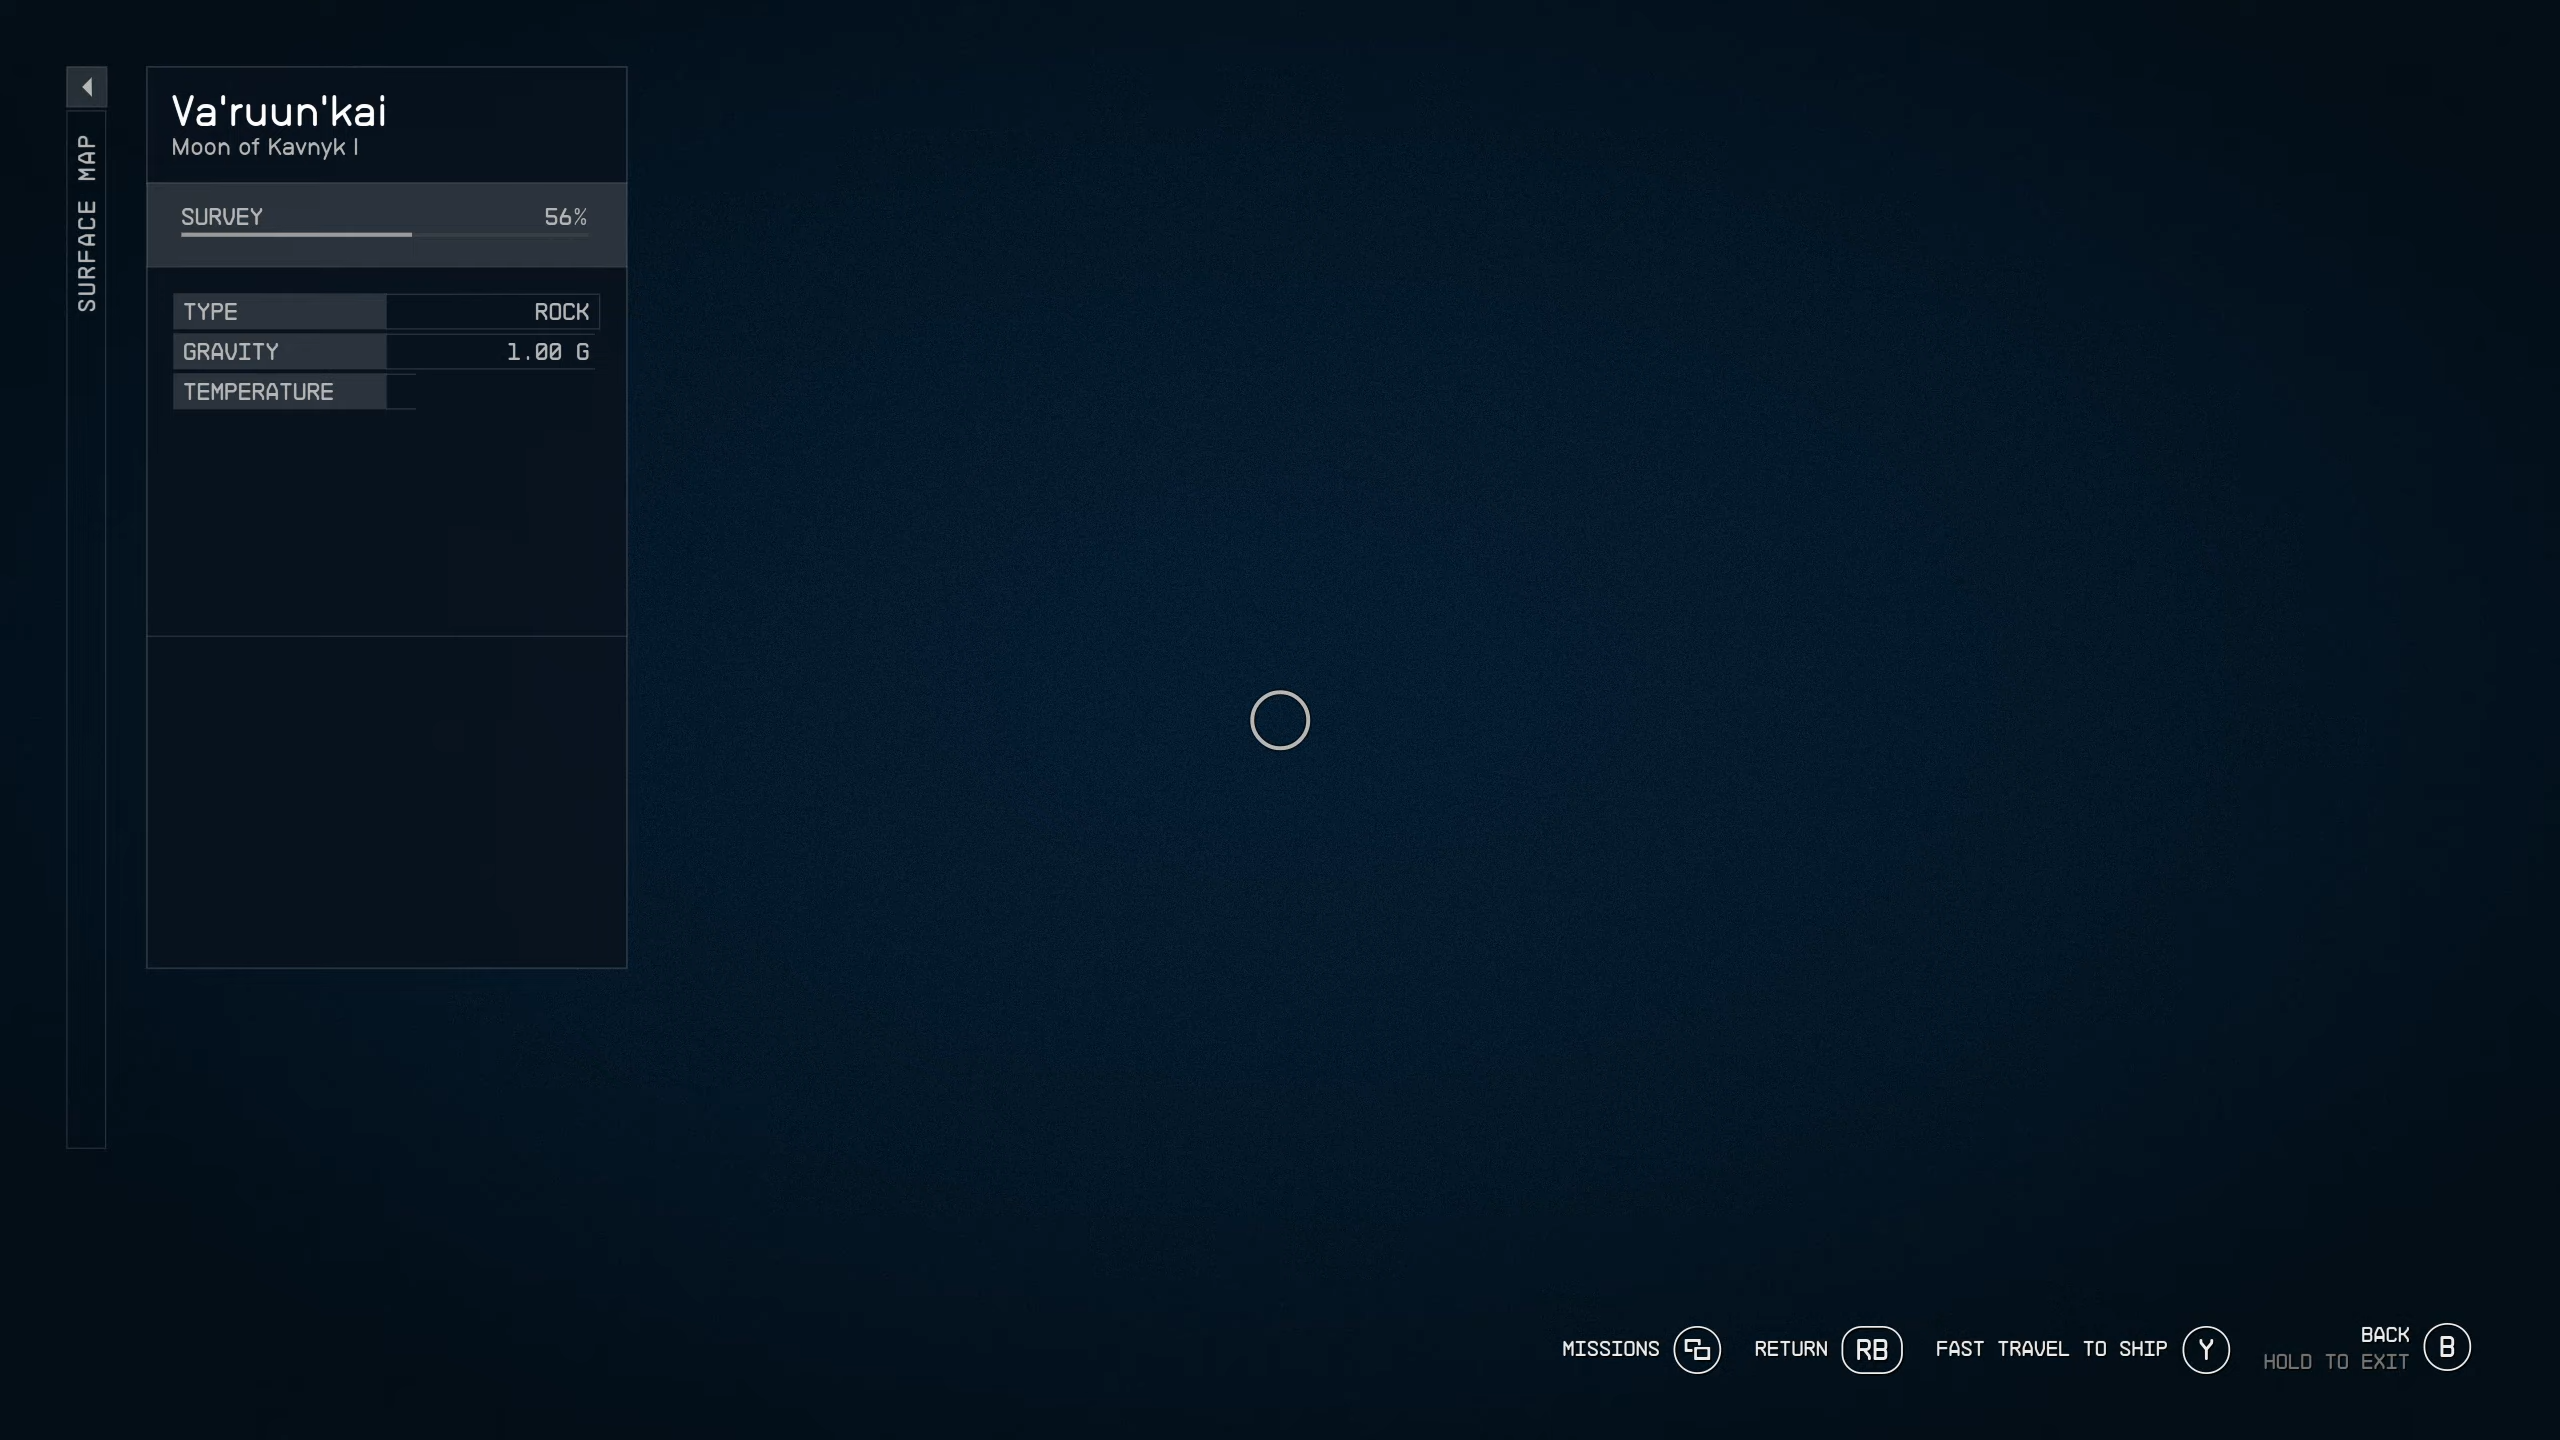 SURFACE MAP
Va'ruun'kai
Moon of Kavnyk I
SURVEY 56%
TYPE ROCK
GRAVITY 1.00 G
TEMPERATURE
MISSIONS RETURN RB FAST TRAVEL TO SHIP Y BACK B
HOLD TO EXIT